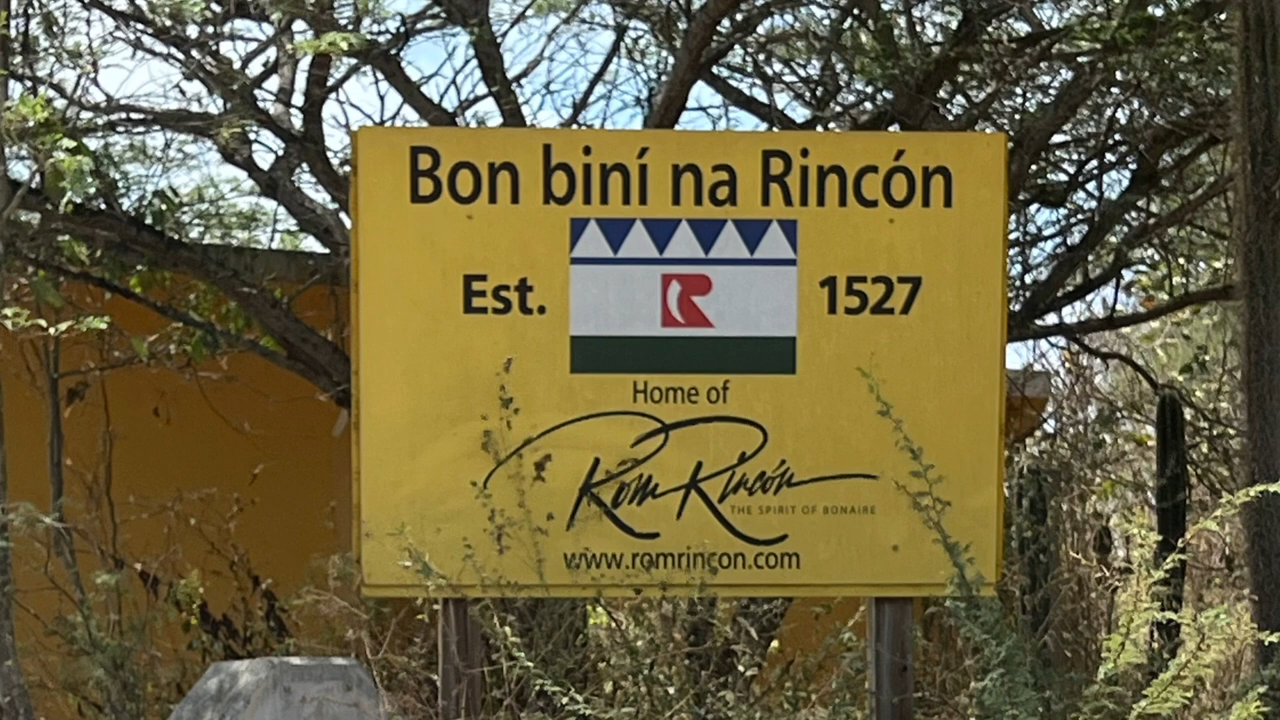 Bon biní na Rincón
Est. R 1527
Home of
Rom Rincón
THE SPIRIT OF BONAIRE
www.romrincon.com